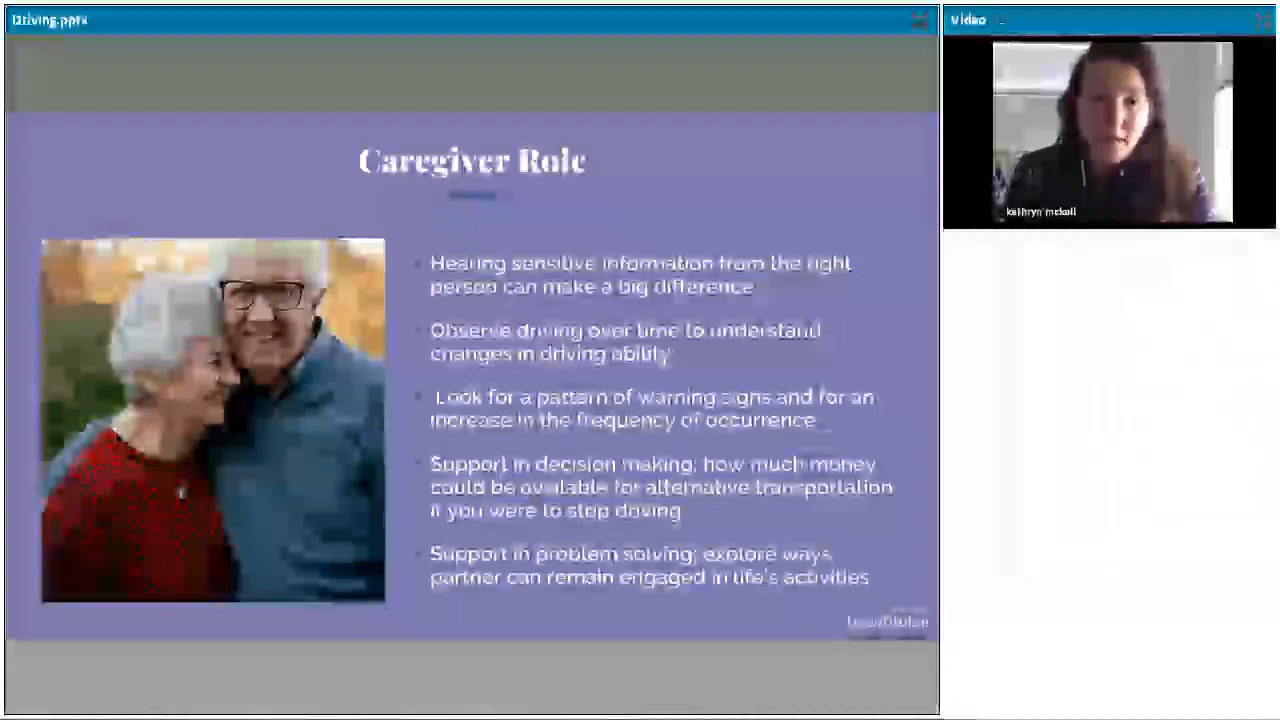 Driving.pptx
Video
kathryn mckall
Caregiver Role
Hearing sensitive information from the right
person can make a big difference
Observe driving over time to understand
changes in driving ability
Look for a pattern of warning signs and for an
increase in the frequency of occurrence
Support in decision making; how much money
could be available for alternative transportation
if you were to stop driving
Support in problem solving; explore ways
partner can remain engaged in life's activities